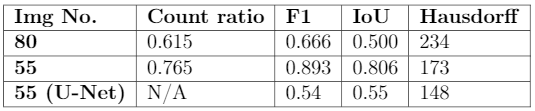 Img No. Count ratio F1 IoU Hausdorff
80 0.615 0.666 0.500 234
55 0.765 0.893 0.806 173
55 (U-Net) N/A 0.54 0.55 148